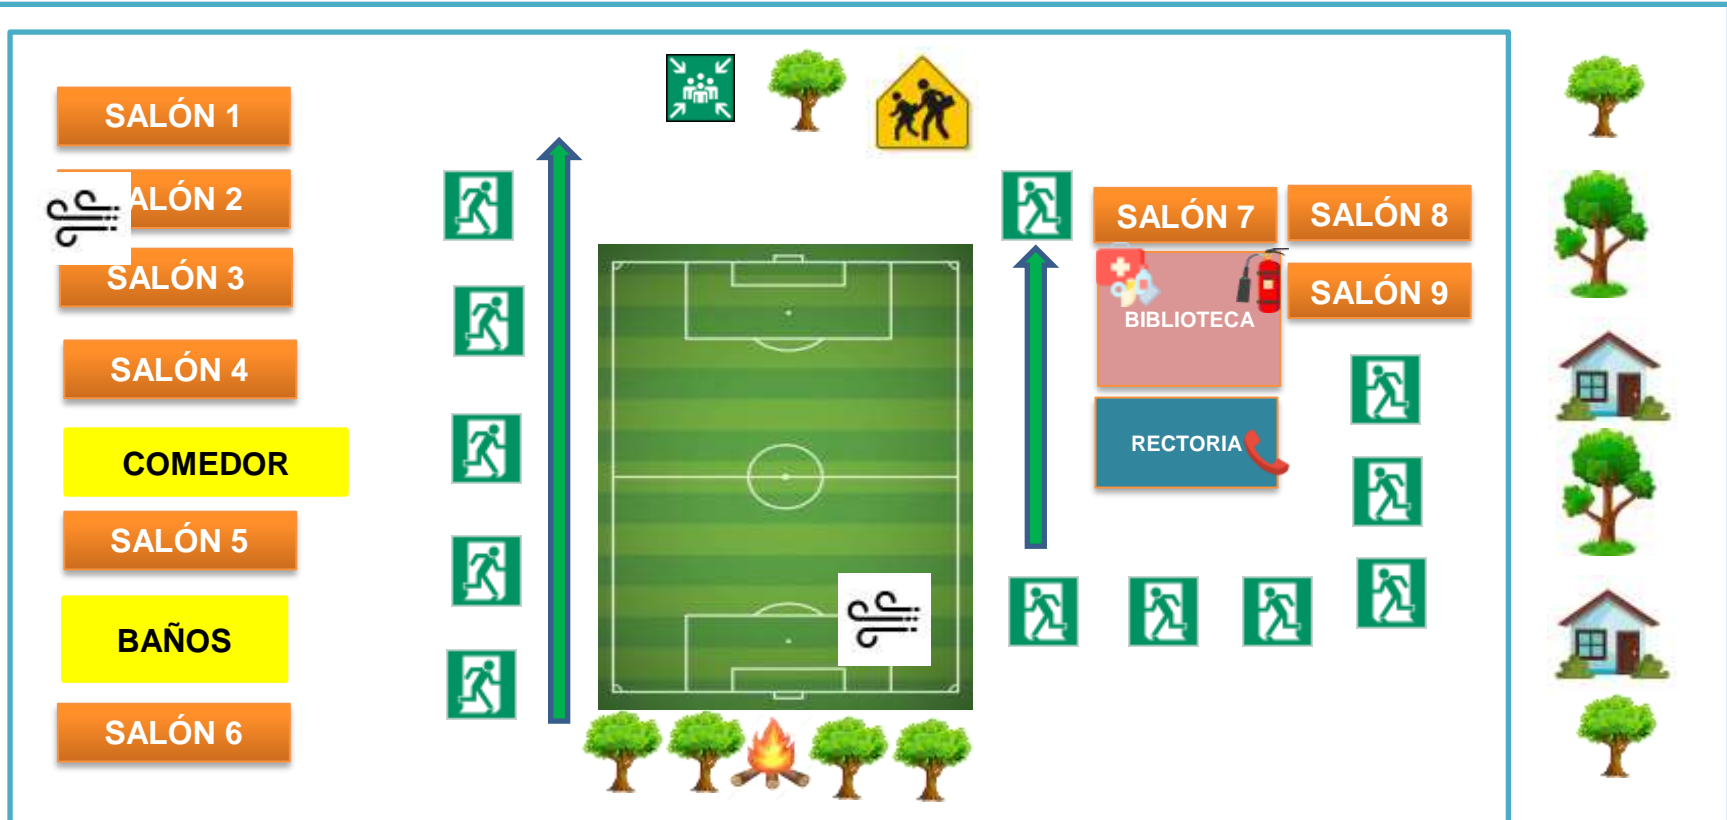 SALÓN 1
ALÓN 2
SALÓN 3
SALÓN 4
COMEDOR
SALÓN 5
BAÑOS
SALÓN 6
SALÓN 7
SALÓN 8
SALÓN 9
BIBLIOTECA
RECTORIA